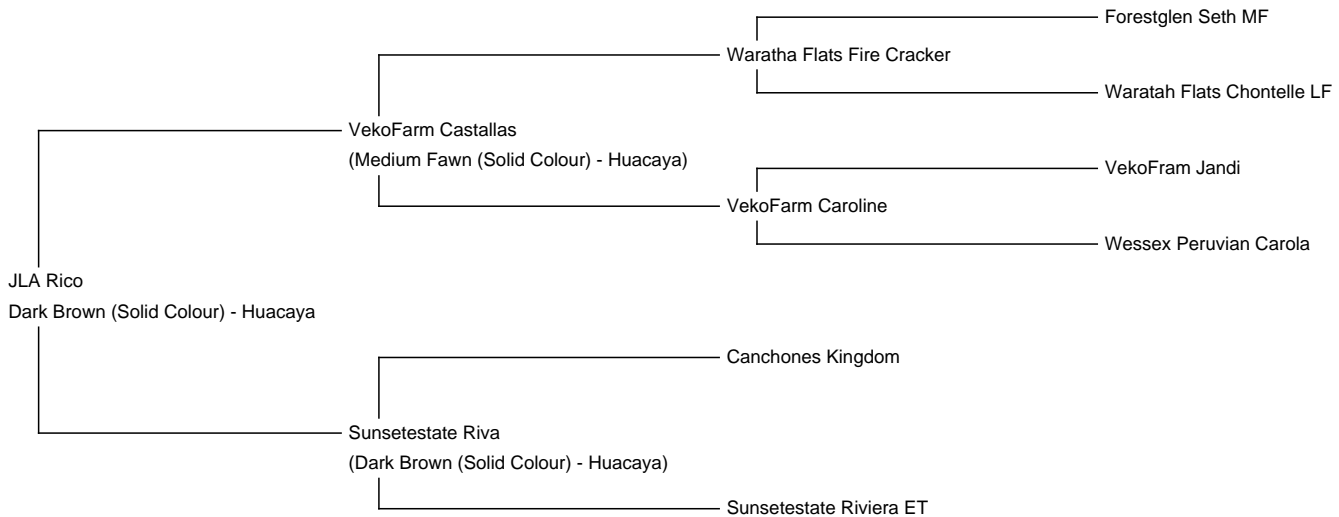 Forestglen Seth MF
Waratha Flats Fire Cracker
Waratah Flats Chontelle LF
VekoFarm Castallas
(Medium Fawn (Solid Colour) - Huacaya)
VekoFram Jandi
VekoFarm Caroline
Wessex Peruvian Carola
JLA Rico
Dark Brown (Solid Colour) - Huacaya
Canchones Kingdom
Sunsetestate Riva
(Dark Brown (Solid Colour) - Huacaya)
Sunsetestate Riviera ET